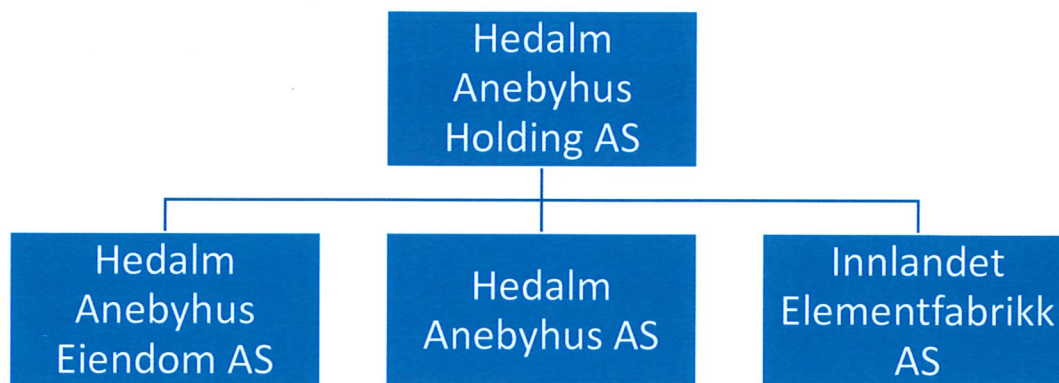 Hedalm
Anebyhus
Holding AS
Hedalm
Anebyhus
Eiendom AS
Hedalm
Anebyhus AS
Innlandet
Elementfabrikk
AS